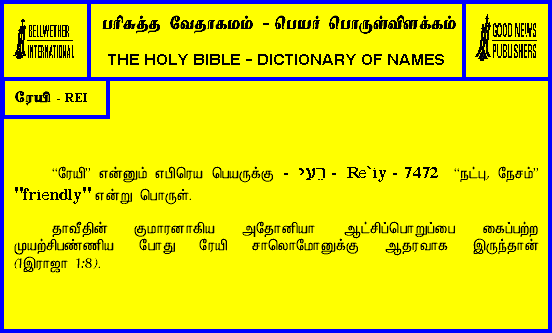 BELLWETHER
INTERNATIONAL
பரிசுத்த வேதாகமம் - பெயர் பொருள்விளக்கம்
THE HOLY BIBLE - DICTIONARY OF NAMES
GOOD NEWS
PUBLISHERS
ரேயி - REI
“ரேயி” என்னும் எபிரெய பெயருக்கு - רֵעִי - Re`iy - 7472 “நட்பு, நேசம்”
"friendly" என்று பொருள்.
தாவீதின் குமாரனாகிய அதோனியா ஆட்சிப்பொறுப்பை கைப்பற்ற
முயற்சிபண்ணிய போது ரேயி சாலொமோனுக்கு ஆதரவாக இருந்தான்
(1இராஜா 1:8).